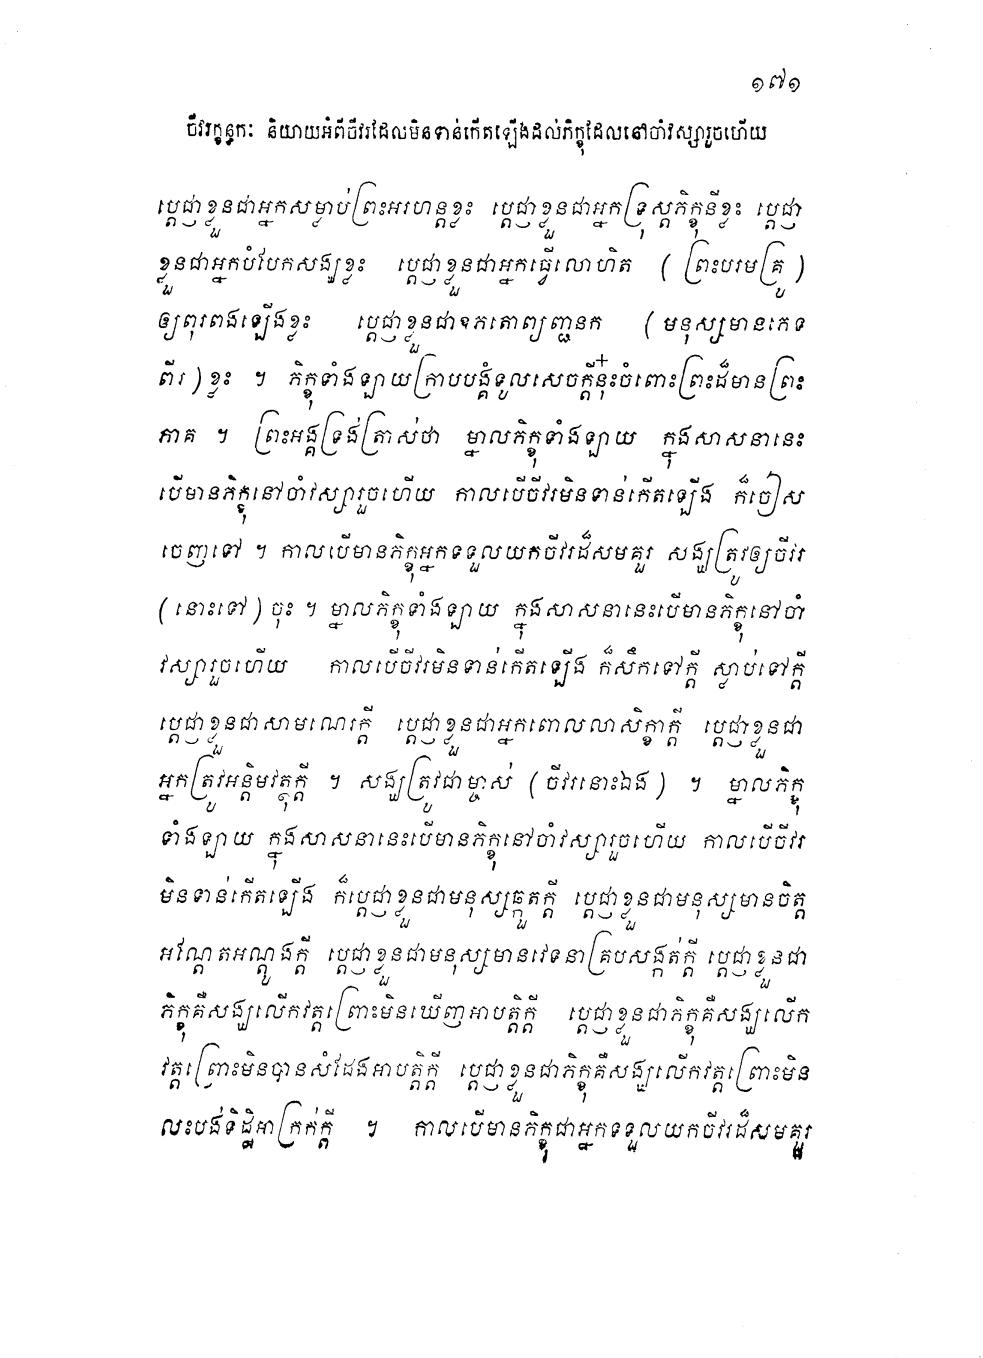 ១៧១
ចីវរក្ខន្ធកៈ និយាយអំពីចីវរដែលមិនទាន់កើតឡើងដល់ភិក្ខុដែលនៅចាំវស្សារួចហើយ
ប្ដេជ្ញាខ្លួនជាអ្នកសម្លាប់ព្រះអរហន្តខ្លះ ប្ដេជ្ញាខ្លួនជាអ្នកទ្រុស្តភិក្ខុនីខ្លះ ប្ដេជ្ញា
ខ្លួនជាអ្នកបំបែកសង្ឃខ្លះ ប្ដេជ្ញាខ្លួនជាអ្នកធ្វើលោហិត (ព្រះបរមគ្រូ)
ឲ្យពុរពងឡើងខ្លះ ប្ដេជ្ញាខ្លួនជាឧភតោព្យញ្ជនក (មនុស្សមានភេទ
ពីរ)ខ្លះ ។ ភិក្ខុទាំងឡាយក្រាបបង្គំទូលសេចក្ដីនុ៎ះចំពោះព្រះដ៏មានព្រះ
ភាគ ។ ព្រះអង្គទ្រង់ត្រាស់ថា ម្នាលភិក្ខុទាំងឡាយ ក្នុងសាសនានេះ
បើមានភិក្ខុនៅចាំវស្សារួចហើយ កាលបើចីវរមិនទាន់កើតឡើង ក៏ចៀស
ចេញទៅ ។ កាលបើមានភិក្ខុអ្នកទទួលយកចីវរដ៏សមគួរ សង្ឃត្រូវឲ្យចីវរ
(នោះទៅ) ចុះ ។ ម្នាលភិក្ខុទាំងឡាយ ក្នុងសាសនានេះបើមានភិក្ខុនៅចាំ
វស្សារួចហើយ កាលបើចីវរមិនទាន់កើតឡើង ក៏សឹកទៅក្ដី ស្លាប់ទៅក្ដី
ប្ដេជ្ញាខ្លួនជាសាមណេរក្ដី ប្ដេជ្ញាខ្លួនជាអ្នកពោលលាសិក្ខាក្ដី ប្ដេជ្ញាខ្លួនជា
អ្នកត្រូវអន្តិមវត្ថុក្ដី ។ សង្ឃត្រូវជាម្ចាស់ (ចីវរនោះឯង) ។ ម្នាលភិក្ខុ
ទាំងឡាយ ក្នុងសាសនានេះបើមានភិក្ខុនៅចាំវស្សារួចហើយ កាលបើចីវរ
មិនទាន់កើតឡើង ក៏ប្ដេជ្ញាខ្លួនជាមនុស្សឆ្កួតក្ដី ប្ដេជ្ញាខ្លួនជាមនុស្សមានចិត្ត
អណ្ដែតអណ្ដូងក្ដី ប្ដេជ្ញាខ្លួនជាមនុស្សមានវេទនាគ្របសង្កត់ក្ដី ប្ដេជ្ញាខ្លួនជា
ភិក្ខុគឺសង្ឃលើកវត្តព្រោះមិនឃើញអាបត្តិក្ដី ប្ដេជ្ញាខ្លួនជាភិក្ខុគឺសង្ឃលើក
វត្តព្រោះមិនបានសំដែងអាបត្តិក្ដី ប្ដេជ្ញាខ្លួនជាភិក្ខុគឺសង្ឃលើកវត្តព្រោះមិន
លះបង់ទិដ្ឋិអាក្រក់ក្ដី ។ កាលបើមានភិក្ខុជាអ្នកទទួលយកចីវរដ៏សមគួរ